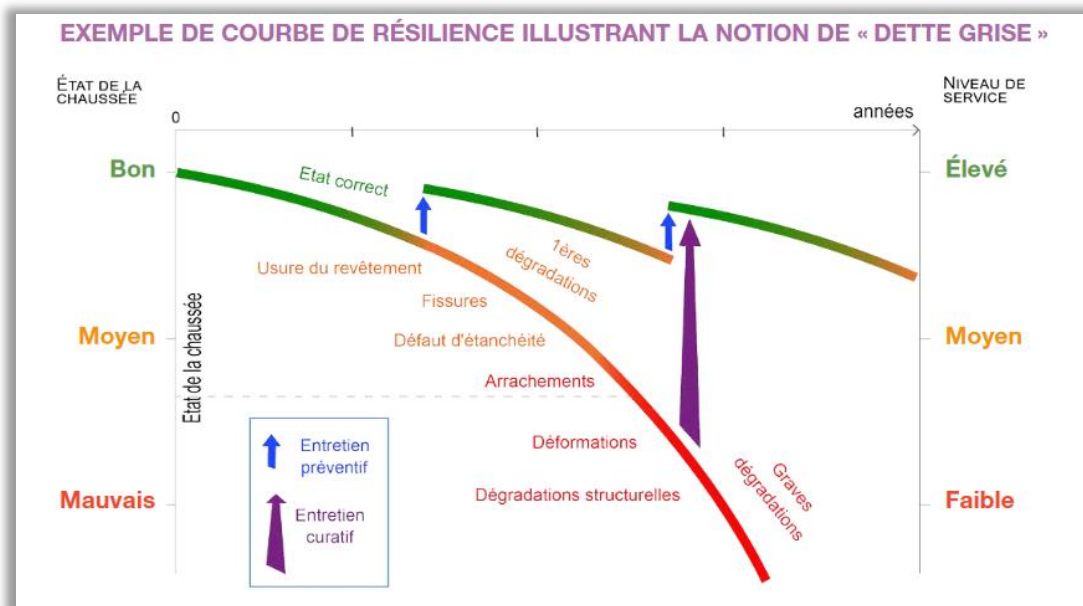 EXEMPLE DE COURBE DE RÉSILIENCE ILLUSTRANT LA NOTION DE « DETTE GRISE »
ÉTAT DE LA
CHAUSSÉE
NIVEAU DE
SERVICE
0
années
Bon
Élevé
Etat correct
1ères
dégradations
Usure du revêtement
Fissures
Moyen
Défaut d'étanchéité
Moyen
Etat de la chaussée
Arrachements
Entretien
préventif
Déformations
Graves
dégradations
Mauvais
Dégradations structurelles
Faible
Entretien
curatif